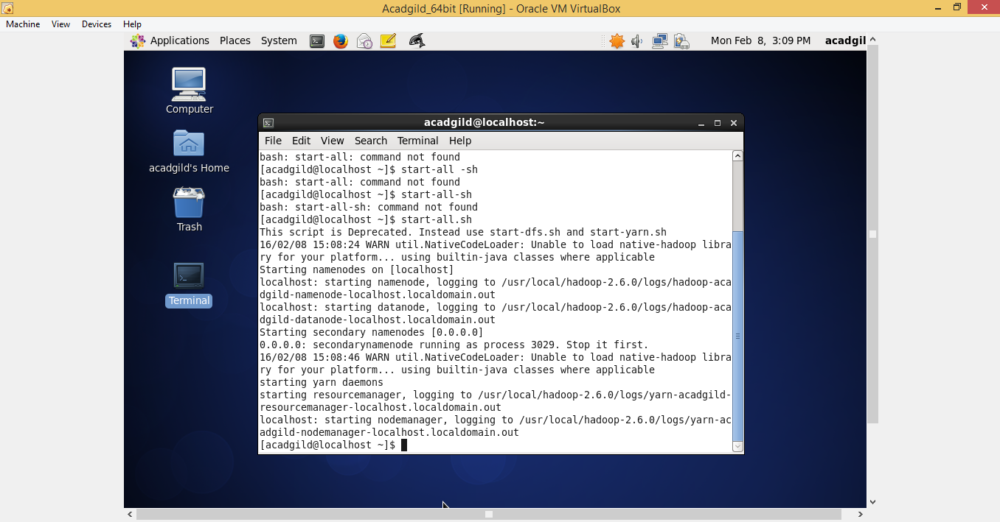 Acadgild_64bit [Running] - Oracle VM VirtualBox
Machine View Devices Help
Applications Places System Mon Feb 8, 3:09 PM acadgil
Computer
acadgild's Home
Trash
Terminal
acadgild@localhost:~
File Edit View Search Terminal Help
bash: start-all: command not found
[acadgild@localhost ~]$ start-all -sh
bash: start-all: command not found
[acadgild@localhost ~]$ start-all-sh
bash: start-all-sh: command not found
[acadgild@localhost ~]$ start-all.sh
This script is Deprecated. Instead use start-dfs.sh and start-yarn.sh
16/02/08 15:08:24 WARN util.NativeCodeLoader: Unable to load native-hadoop libra
ry for your platform... using builtin-java classes where applicable
Starting namenodes on [localhost]
localhost: starting namenode, logging to /usr/local/hadoop-2.6.0/logs/hadoop-aca
dgild-namenode-localhost.localdomain.out
localhost: starting datanode, logging to /usr/local/hadoop-2.6.0/logs/hadoop-aca
dgild-datanode-localhost.localdomain.out
Starting secondary namenodes [0.0.0.0]
0.0.0.0: secondarynamenode running as process 3029. Stop it first.
16/02/08 15:08:46 WARN util.NativeCodeLoader: Unable to load native-hadoop libra
ry for your platform... using builtin-java classes where applicable
starting yarn daemons
starting resourcemanager, logging to /usr/local/hadoop-2.6.0/logs/yarn-acadgild-
resourcemanager-localhost.localdomain.out
localhost: starting nodemanager, logging to /usr/local/hadoop-2.6.0/logs/yarn-ac
adgild-nodemanager-localhost.localdomain.out
[acadgild@localhost ~]$